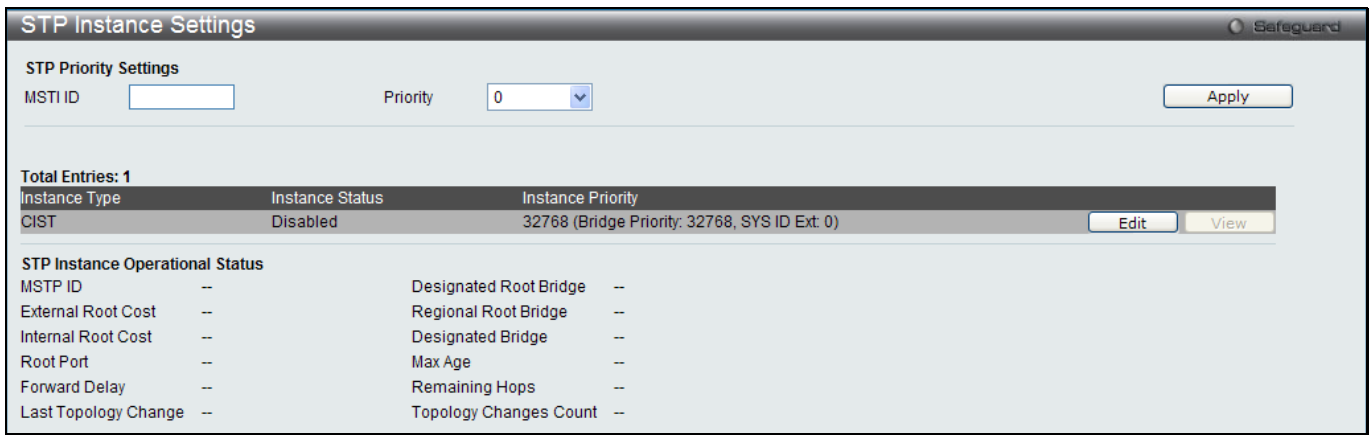 STP Instance Settings
Safeguard
STP Priority Settings
MSTI ID Priority 0 Apply
Total Entries: 1
Instance Type Instance Status Instance Priority
CIST Disabled 32768 (Bridge Priority: 32768, SYS ID Ext: 0) Edit View
STP Instance Operational Status
MSTP ID -- Designated Root Bridge --
External Root Cost -- Regional Root Bridge --
Internal Root Cost -- Designated Bridge --
Root Port -- Max Age --
Forward Delay -- Remaining Hops --
Last Topology Change -- Topology Changes Count --